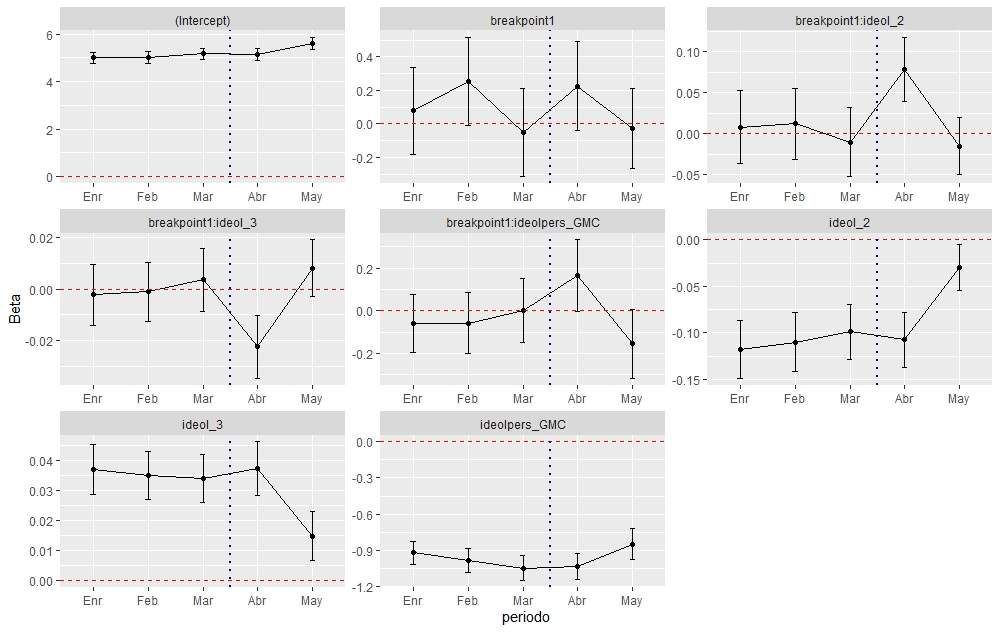 (Intercept)
breakpoint1
breakpoint1:ideol_2
6
4
2
0
0.4
0.2
0.0
-0.2
0.10
0.05
0.00
-0.05
Enr Feb Mar Abr May
Enr Feb Mar Abr May
Enr Feb Mar Abr May
breakpoint1:ideol_3
breakpoint1:ideolpers_GMC
ideol_2
0.02
0.00
-0.02
0.2
0.0
-0.2
0.00
-0.05
-0.10
-0.15
Beta
Enr Feb Mar Abr May
Enr Feb Mar Abr May
Enr Feb Mar Abr May
ideol_3
ideolpers_GMC
0.04
0.03
0.02
0.01
0.00
0.0
-0.3
-0.6
-0.9
-1.2
Enr Feb Mar Abr May
Enr Feb Mar Abr May
periodo